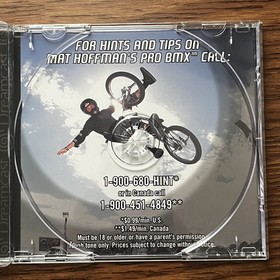 FOR HINTS AND TIPS ON
MAT HOFFMAN'S PRO BMX™ CALL:
1-900-680-HINT*
or in Canada call
1-900-451-4849**
*$0.99/min. U.S.
**$1.49/min. Canada.
Must be 18 or older or have a parent's permission.
Touch tone only. Prices subject to change without notice.
Dreamcast